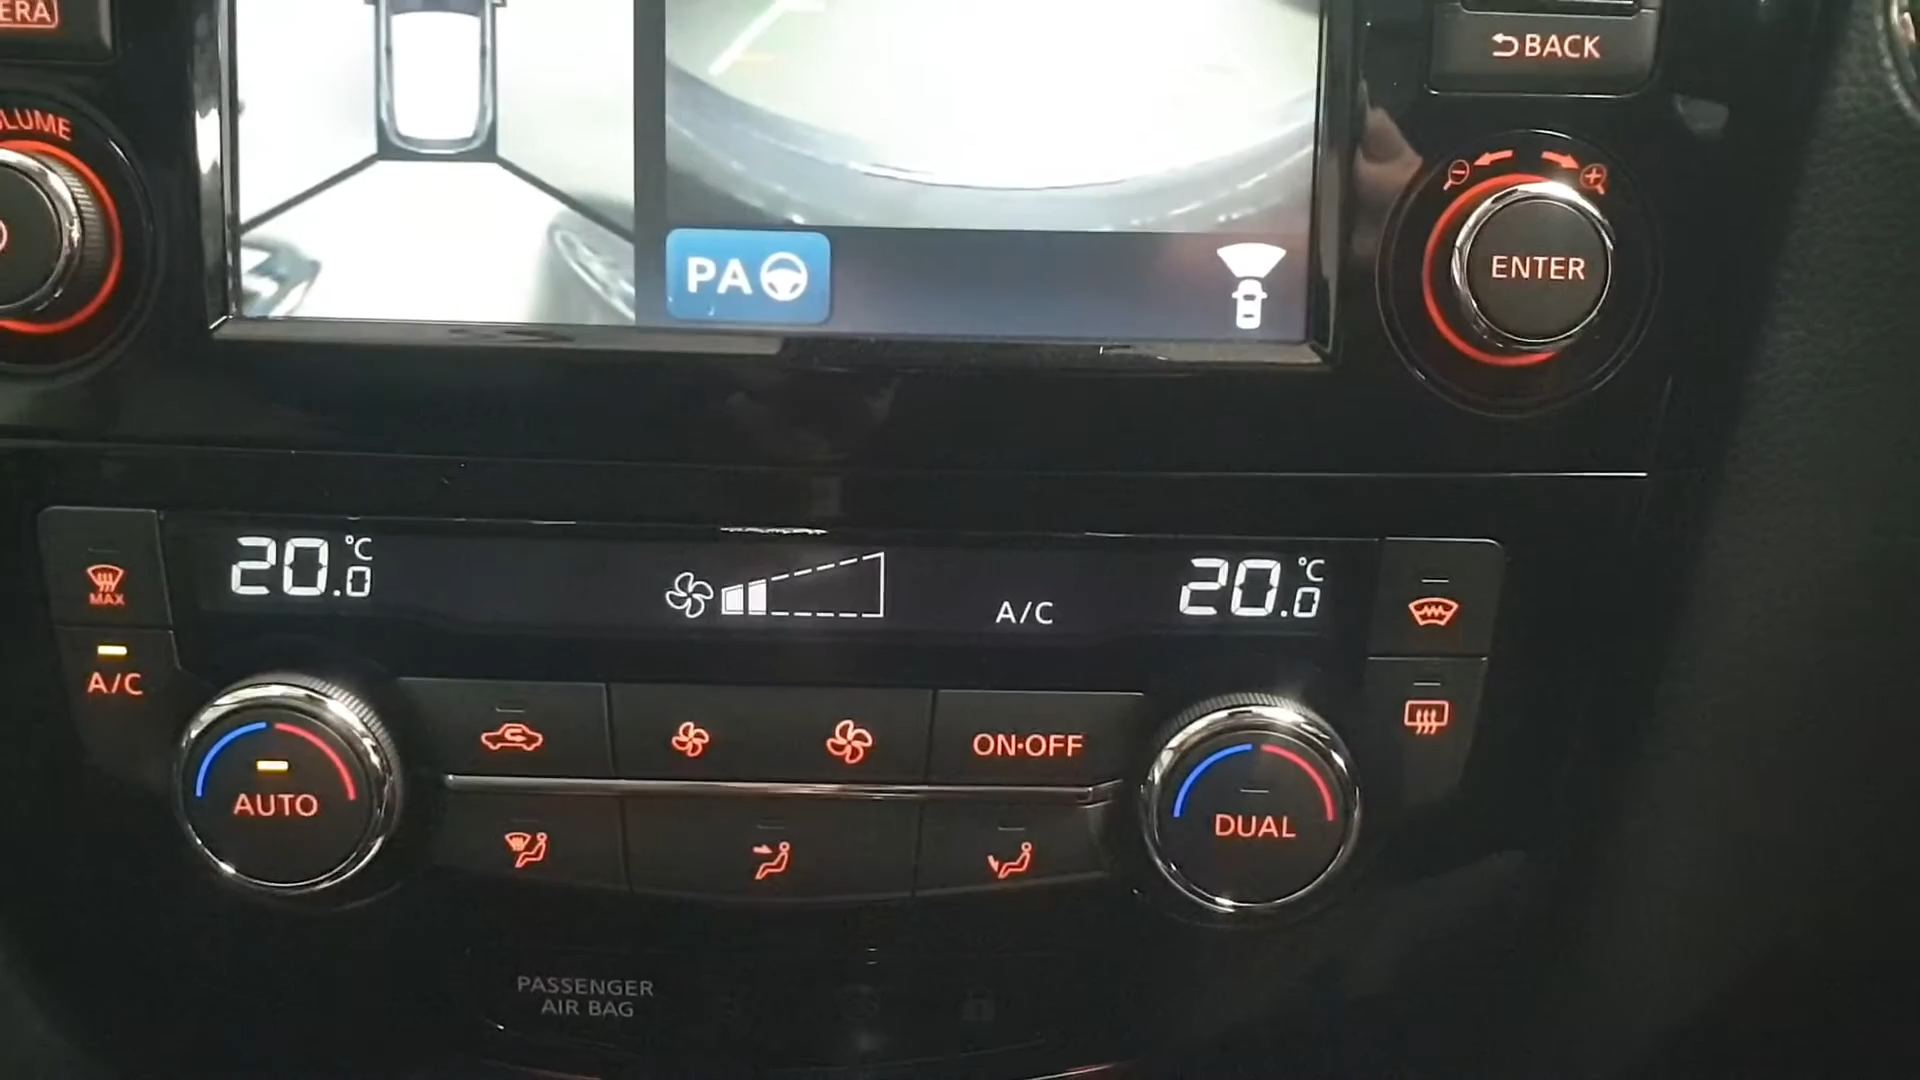 ERA
BACK
LUME
PA
ENTER
20.0 °C
A/C
20.0 °C
MAX
A/C
ON·OFF
AUTO
DUAL
PASSENGER
AIR BAG